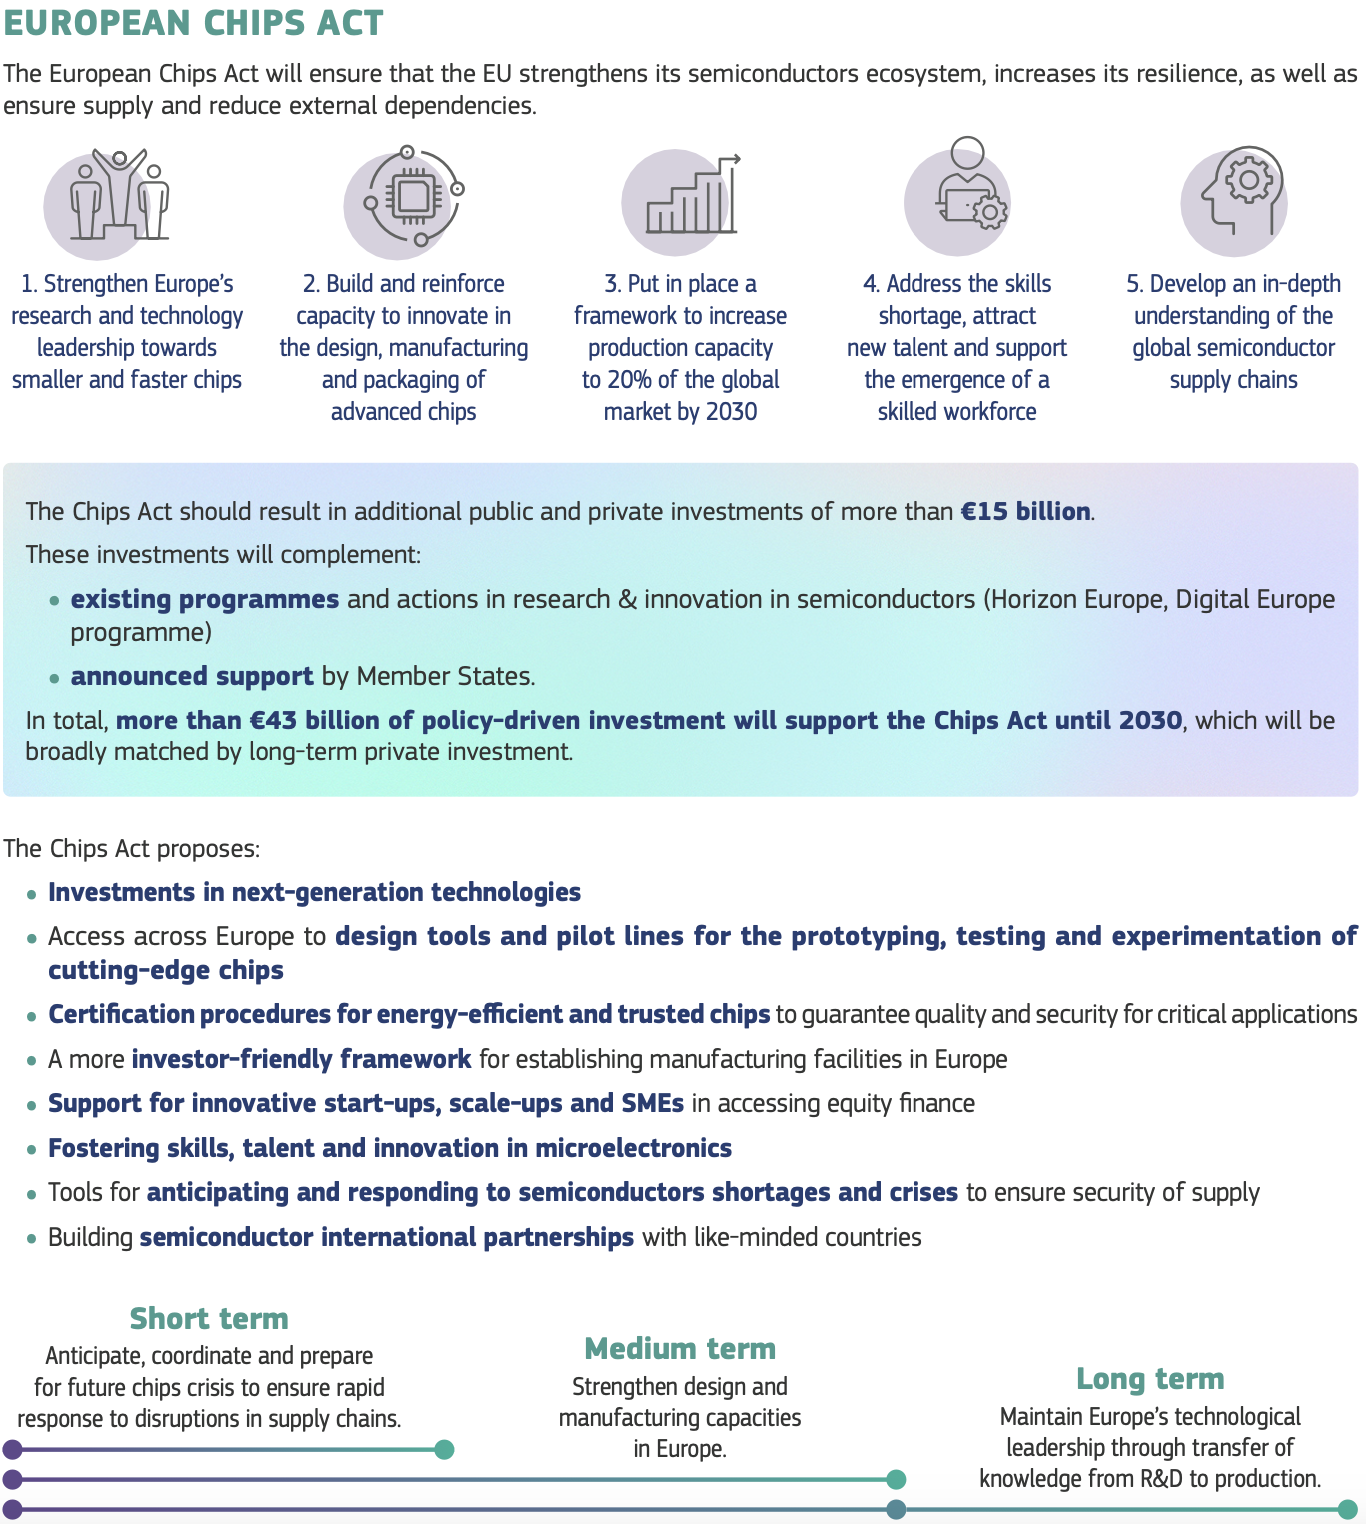 EUROPEAN CHIPS ACT
The European Chips Act will ensure that the EU strengthens its semiconductors ecosystem, increases its resilience, as well as
ensure supply and reduce external dependencies.
1. Strengthen Europe's
research and technology
leadership towards
smaller and faster chips
2. Build and reinforce
capacity to innovate in
the design, manufacturing
and packaging of
advanced chips
3. Put in place a
framework to increase
production capacity
to 20% of the global
market by 2030
4. Address the skills
shortage, attract
new talent and support
the emergence of a
skilled workforce
5. Develop an in-depth
understanding of the
global semiconductor
supply chains
The Chips Act should result in additional public and private investments of more than €15 billion.
These investments will complement:
• existing programmes and actions in research & innovation in semiconductors (Horizon Europe, Digital Europe
programme)
• announced support by Member States.
In total, more than €43 billion of policy-driven investment will support the Chips Act until 2030, which will be
broadly matched by long-term private investment.
The Chips Act proposes:
• Investments in next-generation technologies
• Access across Europe to design tools and pilot lines for the prototyping, testing and experimentation of
cutting-edge chips
• Certification procedures for energy-efficient and trusted chips to guarantee quality and security for critical applications
• A more investor-friendly framework for establishing manufacturing facilities in Europe
• Support for innovative start-ups, scale-ups and SMEs in accessing equity finance
• Fostering skills, talent and innovation in microelectronics
• Tools for anticipating and responding to semiconductors shortages and crises to ensure security of supply
• Building semiconductor international partnerships with like-minded countries
Short term
Anticipate, coordinate and prepare
for future chips crisis to ensure rapid
response to disruptions in supply chains.
Medium term
Strengthen design and
manufacturing capacities
in Europe.
Long term
Maintain Europe's technological
leadership through transfer of
knowledge from R&D to production.